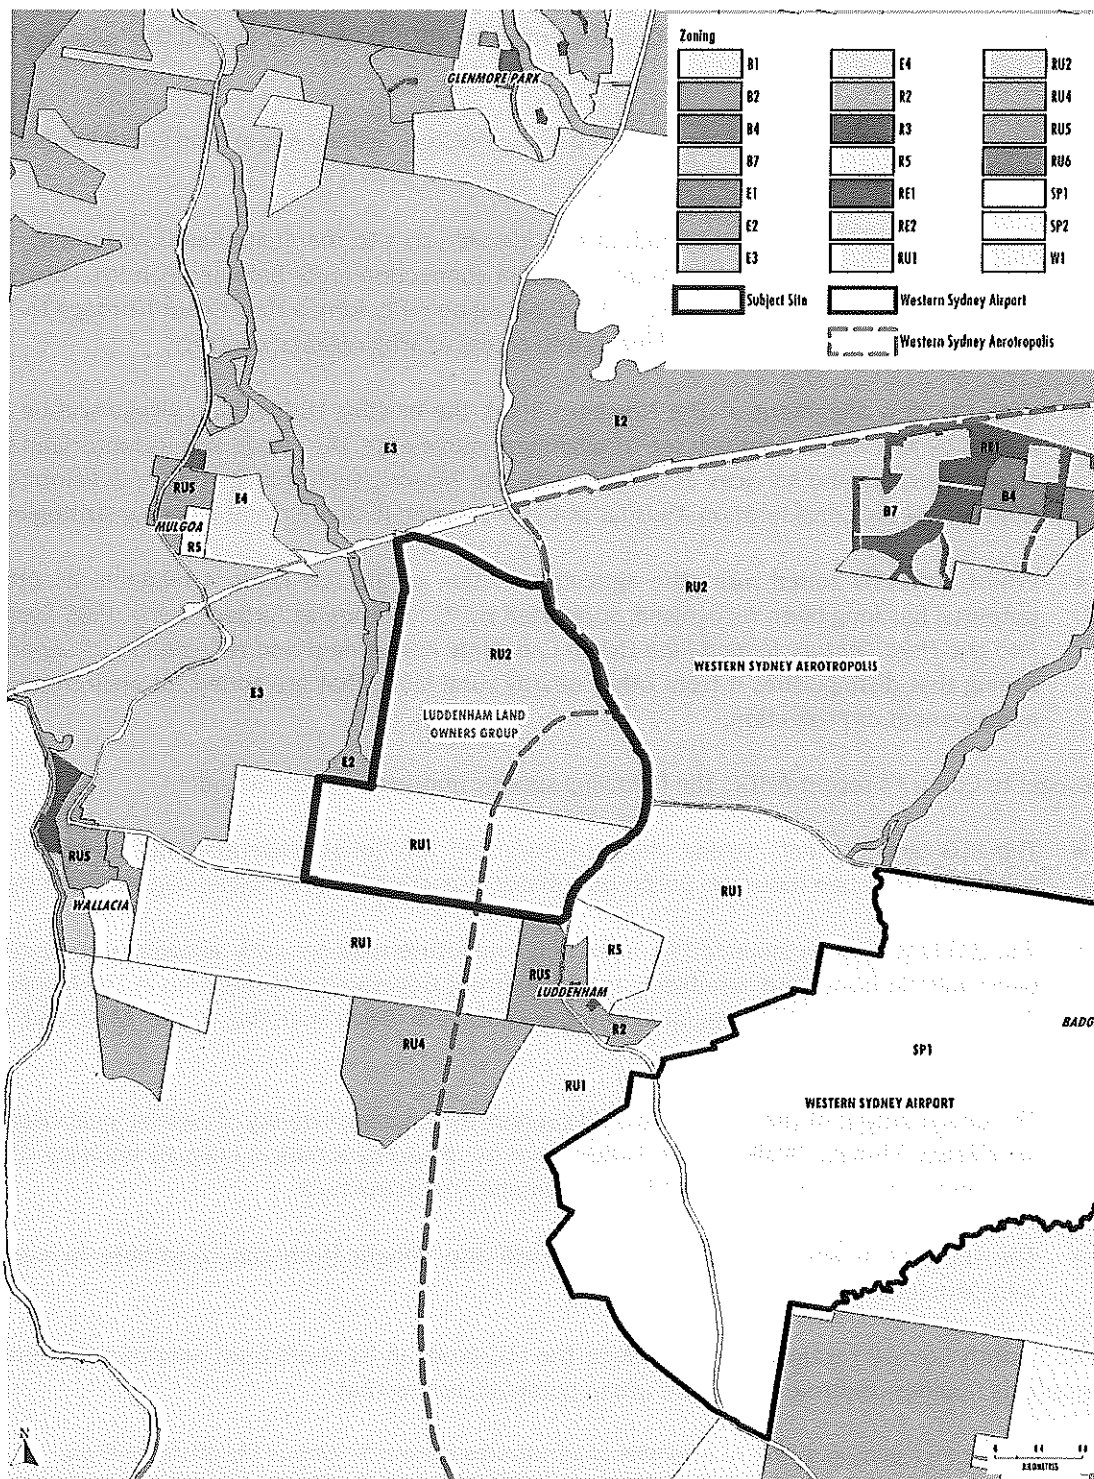 Zoning
B1
E4
RU2
B2
R2
RU4
B4
R3
RU5
B7
R5
RU6
E1
RE1
SP1
E2
RE2
SP2
E3
RU1
W1
Subject Site
Western Sydney Airport
Western Sydney Aerotropolis
GLENMORE PARK
E2
E3
RE1
RU5
E4
B4
B7
MULGOA
R5
RU2
RU2
WESTERN SYDNEY AEROTROPOLIS
E3
LUDDENHAM LAND
OWNERS GROUP
E2
RU1
RU5
RU1
WALLACIA
RU1
R5
RU5
LUDDENHAM
BADG
R2
RU4
SP1
RU1
WESTERN SYDNEY AIRPORT
N
KILOMETRES